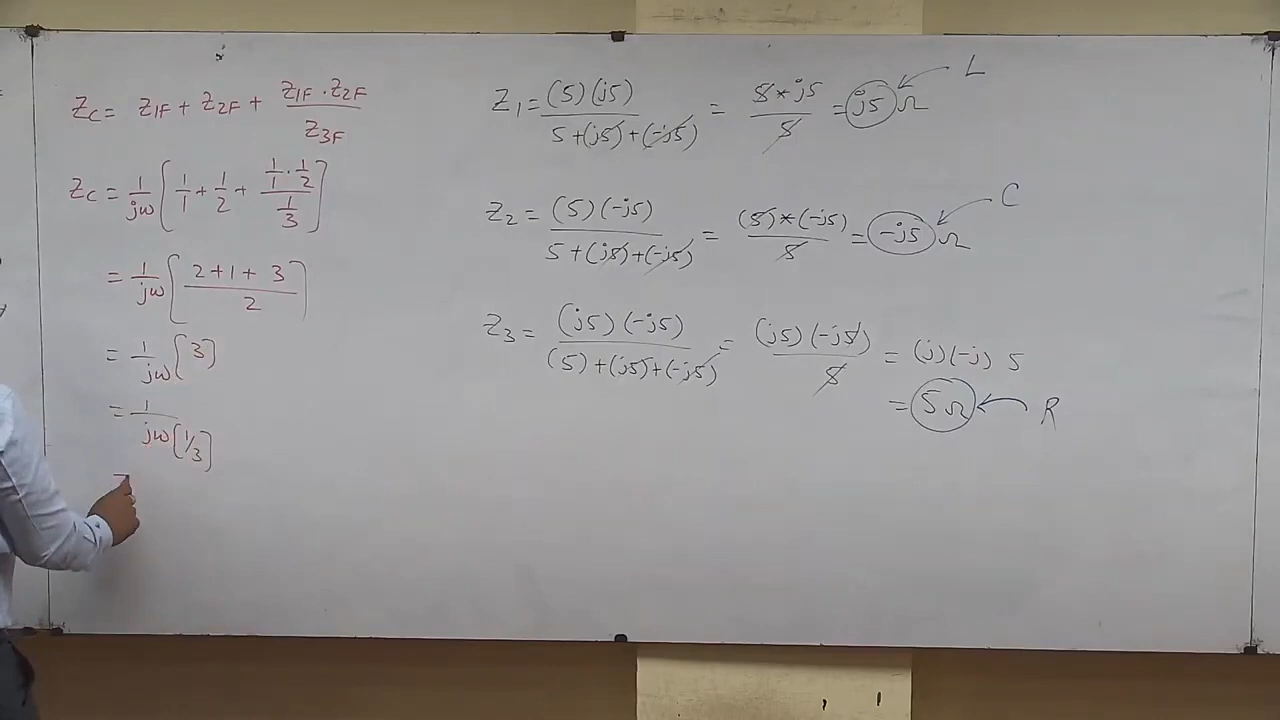 Zc = Z1F + Z2F + Z1F · Z2F / Z3F
Zc = 1/jω [ 1/1 + 1/2 + (1/1 · 1/2) / (1/3) ]
= 1/jω [ (2+1+3) / 2 ]
= 1/jω [3]
= 1 / jω[1/3]
Z1 = (5)(j5) / 5+(j5)+(-j5) = 5*j5 / 5 = j5 Ω L
Z2 = (5)(-j5) / 5+(j5)+(-j5) = (5)*(-j5) / 5 = -j5 Ω C
Z3 = (j5)(-j5) / (5)+(j5)+(-j5) = (j5)(-j5) / 5 = (j)(-j) 5
= 5Ω R